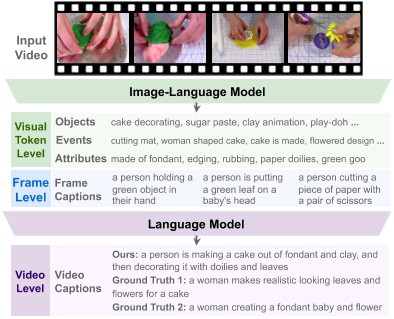 Input
Video
Image-Language Model
Visual
Token
Level
Objects cake decorating, sugar paste, clay animation, play-doh ...
Events cutting mat, woman shaped cake, cake is made, flowered design ...
Attributes made of fondant, edging, rubbing, paper doilies, green goo
Frame
Level
Frame
Captions
a person holding a
green object in
their hand
a person is putting
a green leaf on a
baby's head
a person cutting a
piece of paper with
a pair of scissors
Language Model
Video
Level
Video
Captions
Ours: a person is making a cake out of fondant and clay, and
then decorating it with doilies and leaves
Ground Truth 1: a woman makes realistic looking leaves and
flowers for a cake
Ground Truth 2: a woman creating a fondant baby and flower